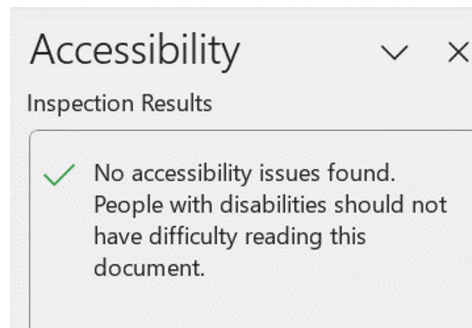 Accessibility
Inspection Results
No accessibility issues found.
People with disabilities should not
have difficulty reading this
document.